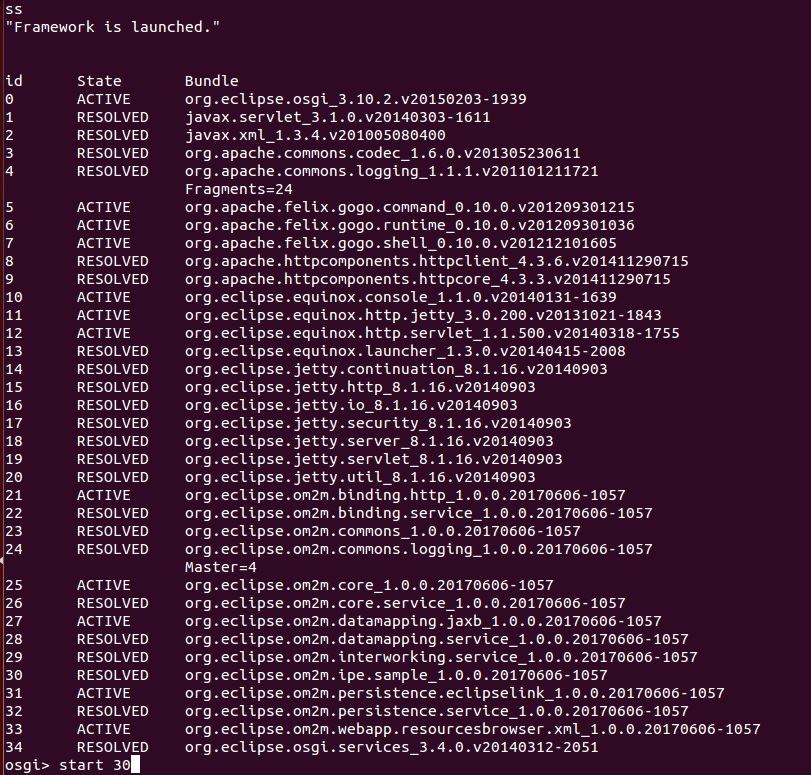 ss
"Framework is launched."
id State Bundle
0 ACTIVE org.eclipse.osgi_3.10.2.v20150203-1939
1 RESOLVED javax.servlet_3.1.0.v20140303-1611
2 RESOLVED javax.xml_1.3.4.v201005080400
3 RESOLVED org.apache.commons.codec_1.6.0.v201305230611
4 RESOLVED org.apache.commons.logging_1.1.1.v201101211721
Fragments=24
5 ACTIVE org.apache.felix.gogo.command_0.10.0.v201209301215
6 ACTIVE org.apache.felix.gogo.runtime_0.10.0.v201209301036
7 ACTIVE org.apache.felix.gogo.shell_0.10.0.v201212101605
8 RESOLVED org.apache.httpcomponents.httpclient_4.3.6.v201411290715
9 RESOLVED org.apache.httpcomponents.httpcore_4.3.3.v201411290715
10 ACTIVE org.eclipse.equinox.console_1.1.0.v20140131-1639
11 ACTIVE org.eclipse.equinox.http.jetty_3.0.200.v20131021-1843
12 ACTIVE org.eclipse.equinox.http.servlet_1.1.500.v20140318-1755
13 RESOLVED org.eclipse.equinox.launcher_1.3.0.v20140415-2008
14 RESOLVED org.eclipse.jetty.continuation_8.1.16.v20140903
15 RESOLVED org.eclipse.jetty.http_8.1.16.v20140903
16 RESOLVED org.eclipse.jetty.io_8.1.16.v20140903
17 RESOLVED org.eclipse.jetty.security_8.1.16.v20140903
18 RESOLVED org.eclipse.jetty.server_8.1.16.v20140903
19 RESOLVED org.eclipse.jetty.servlet_8.1.16.v20140903
20 RESOLVED org.eclipse.jetty.util_8.1.16.v20140903
21 ACTIVE org.eclipse.om2m.binding.http_1.0.0.20170606-1057
22 RESOLVED org.eclipse.om2m.binding.service_1.0.0.20170606-1057
23 RESOLVED org.eclipse.om2m.commons_1.0.0.20170606-1057
24 RESOLVED org.eclipse.om2m.commons.logging_1.0.0.20170606-1057
Master=4
25 ACTIVE org.eclipse.om2m.core_1.0.0.20170606-1057
26 RESOLVED org.eclipse.om2m.core.service_1.0.0.20170606-1057
27 ACTIVE org.eclipse.om2m.datamapping.jaxb_1.0.0.20170606-1057
28 RESOLVED org.eclipse.om2m.datamapping.service_1.0.0.20170606-1057
29 RESOLVED org.eclipse.om2m.interworking.service_1.0.0.20170606-1057
30 RESOLVED org.eclipse.om2m.ipe.sample_1.0.0.20170606-1057
31 ACTIVE org.eclipse.om2m.persistence.eclipselink_1.0.0.20170606-1057
32 RESOLVED org.eclipse.om2m.persistence.service_1.0.0.20170606-1057
33 ACTIVE org.eclipse.om2m.webapp.resourcesbrowser.xml_1.0.0.20170606-1057
34 RESOLVED org.eclipse.osgi.services_3.4.0.v20140312-2051
osgi> start 30